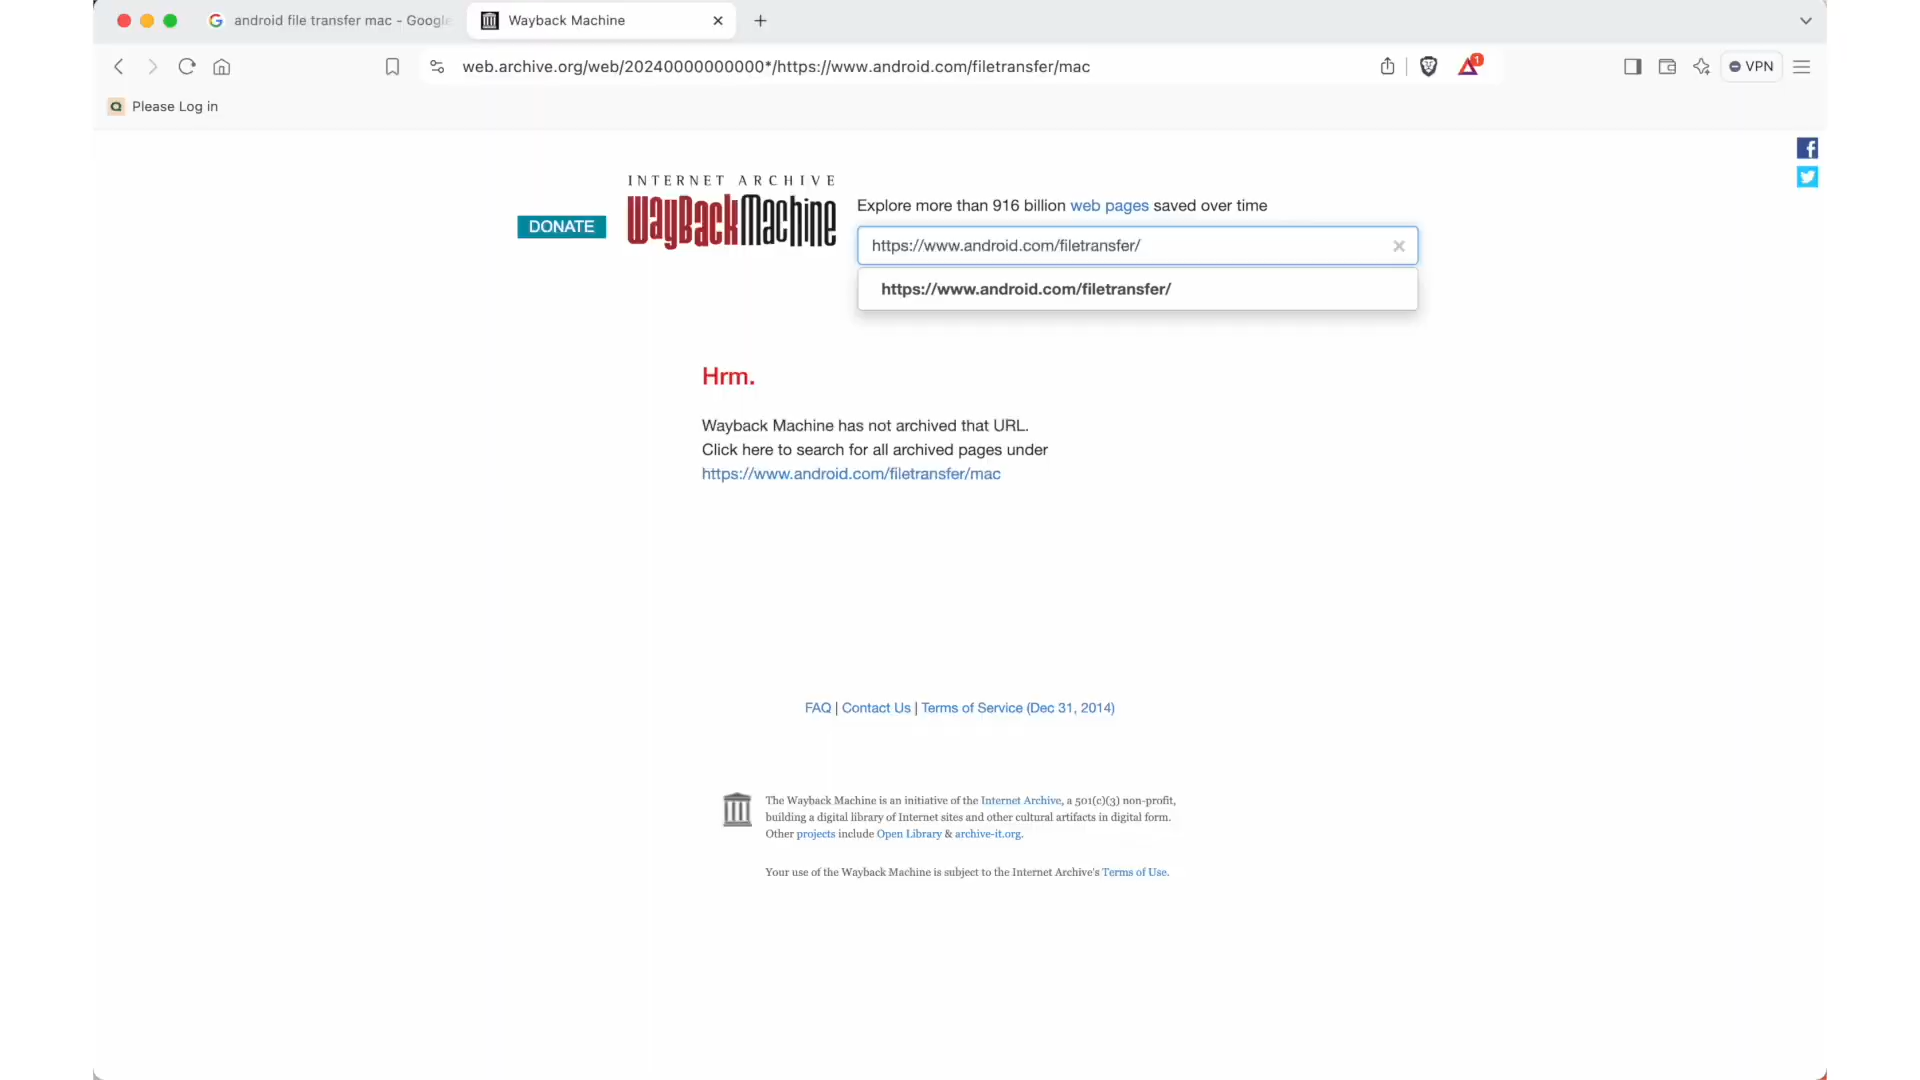 android file transfer mac - Google
Wayback Machine
web.archive.org/web/20240000000000*/https://www.android.com/filetransfer/mac
1
VPN
Please Log in
INTERNET ARCHIVE
WayBackMachine
DONATE
Explore more than 916 billion web pages saved over time
https://www.android.com/filetransfer/
https://www.android.com/filetransfer/
Hrm.
Wayback Machine has not archived that URL.
Click here to search for all archived pages under
https://www.android.com/filetransfer/mac
FAQ | Contact Us | Terms of Service (Dec 31, 2014)
The Wayback Machine is an initiative of the Internet Archive, a 501(c)(3) non-profit,
building a digital library of Internet sites and other cultural artifacts in digital form.
Other projects include Open Library & archive-it.org.
Your use of the Wayback Machine is subject to the Internet Archive's Terms of Use.